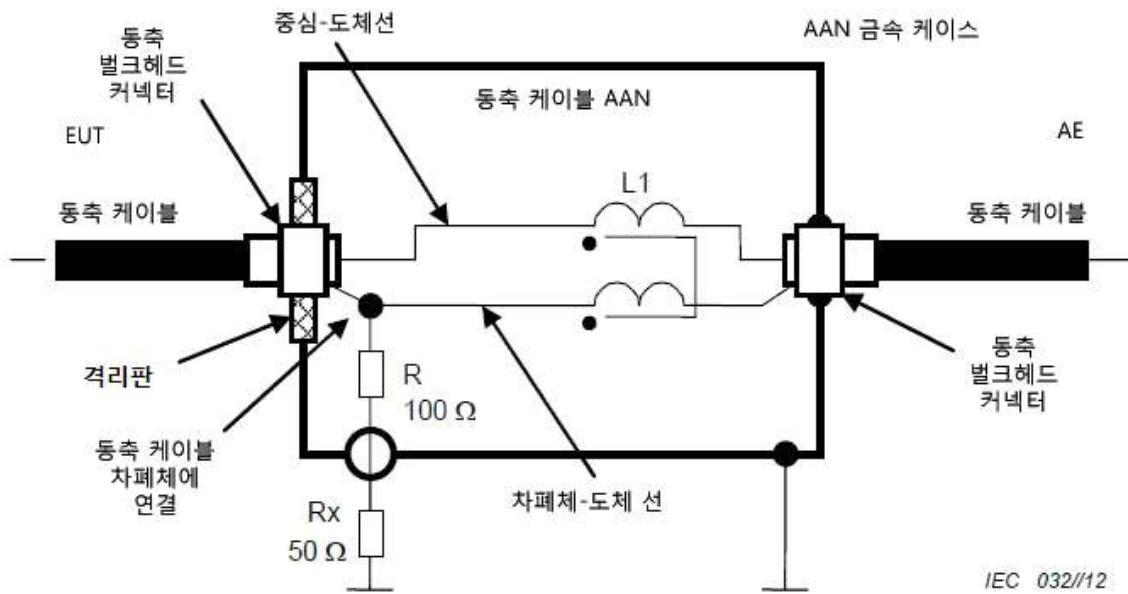 중심-도체선
AAN 금속 케이스
동축
벌크헤드
커넥터
동축 케이블 AAN
EUT
AE
L1
동축 케이블
동축 케이블
격리판
R
100 Ω
동축
벌크헤드
커넥터
동축 케이블
차폐체에
연결
차폐체-도체 선
Rx
50 Ω
IEC 032//12